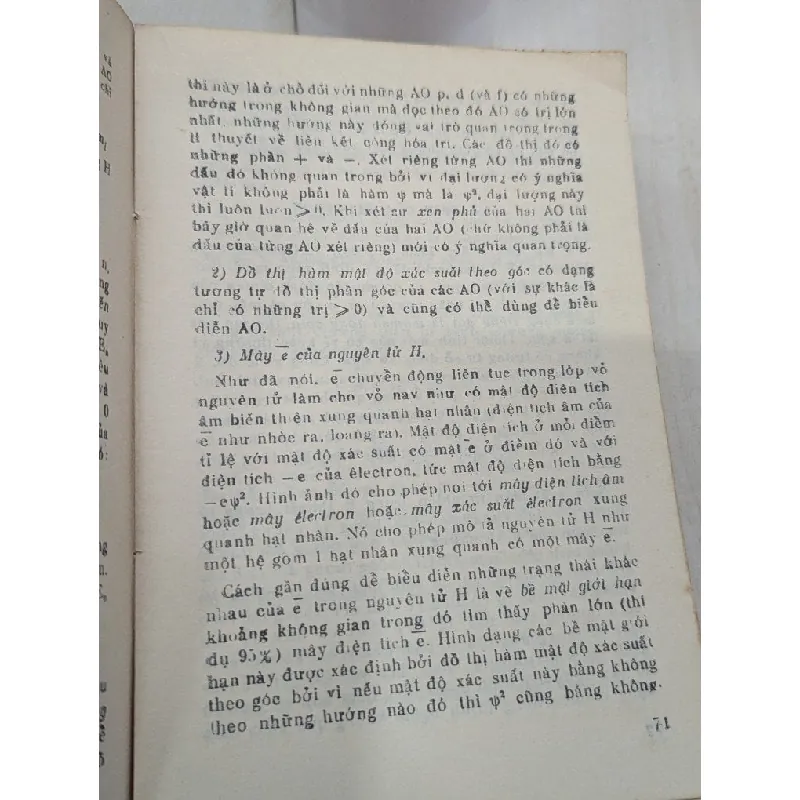 thị này là ở chỗ đối với những AO p, d (và f) có những
hướng trong không gian mà dọc theo đó AO có trị lớn
nhất, những hướng này đóng vai trò quan trọng trong
lí thuyết về liên kết cộng hóa trị. Các đồ thị đó có
những phần + và −. Xét riêng từng AO thì những
dấu đó không quan trọng bởi vì đại lượng có ý nghĩa
vật lí không phải là hàm φ mà là φ², đại lượng này
thì luôn luôn ⩾ 0. Khi xét sự xen phủ của hai AO thì
bây giờ quan hệ về dấu của hai AO (chứ không phải là
dấu của từng AO xét riêng) mới có ý nghĩa quan trọng.
2) Đồ thị hàm mật độ xác suất theo góc có dạng
tương tự đồ thị phần góc của các AO (với sự khác là
chỉ có những trị ⩾ 0) và cũng có thể dùng để biểu
diễn AO.
3) Mây e̅ của nguyên tử H.
Như đã nói, e̅ chuyển động liên tục trong lớp vỏ
nguyên tử làm cho vỏ này như có mật độ điện tích
âm biến thiên xung quanh hạt nhân (điện tích âm của
e̅ như nhòe ra, loang ra). Mật độ điện tích ở mỗi điểm
tỉ lệ với mật độ xác suất có mặt e̅ ở điểm đó và với
điện tích −e của êlectron, tức mật độ điện tích bằng
−eφ². Hình ảnh đó cho phép nói tới mây điện tích âm
hoặc mây êlectron hoặc mây xác suất êlectron xung
quanh hạt nhân. Nó cho phép mô tả nguyên tử H như
một hệ gồm 1 hạt nhân xung quanh có một mây e̅.
Cách gần đúng để biểu diễn những trạng thái khác
nhau của e̅ trong nguyên tử H là vẽ bề mặt giới hạn
khoảng không gian trong đó tìm thấy phần lớn (thí
dụ 95%) mây điện tích e̅. Hình dạng các bề mặt giới
hạn này được xác định bởi đồ thị hàm mật độ xác suất
theo góc bởi vì nếu mật độ xác suất này bằng không
theo những hướng nào đó thì φ² cũng bằng không.
71